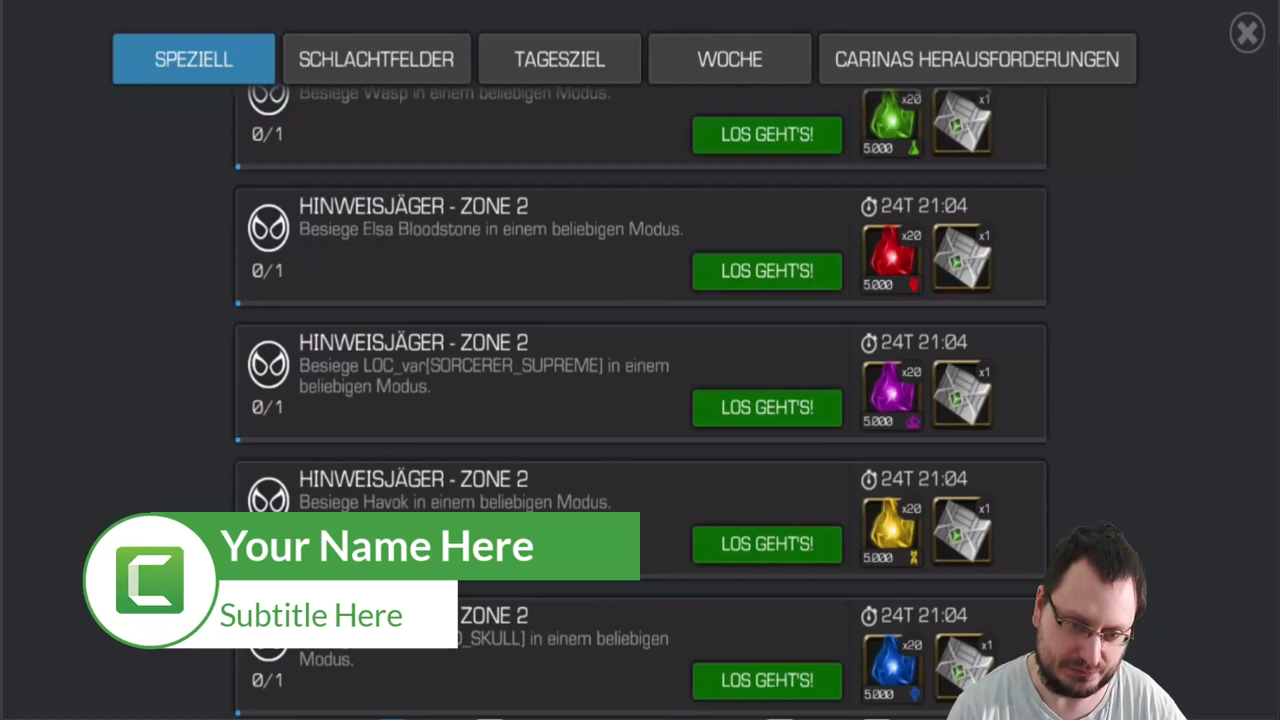 SPEZIELL
SCHLACHTFELDER
TAGESZIEL
WOCHE
CARINAS HERAUSFORDERUNGEN
Besiege Wasp in einem beliebigen Modus.
0/1
LOS GEHT'S!
x20
5.000
x1
HINWEISJÄGER - ZONE 2
Besiege Elsa Bloodstone in einem beliebigen Modus.
0/1
LOS GEHT'S!
24T 21:04
x20
5.000
x1
HINWEISJÄGER - ZONE 2
Besiege LOC_var[SORCERER_SUPREME] in einem
beliebigen Modus.
0/1
LOS GEHT'S!
24T 21:04
x20
5.000
x1
HINWEISJÄGER - ZONE 2
Besiege Havok in einem beliebigen Modus.
LOS GEHT'S!
24T 21:04
x20
5.000
x1
Your Name Here
Subtitle Here
ZONE 2
_SKULL] in einem beliebigen
Modus.
0/1
LOS GEHT'S!
24T 21:04
x20
5.000
x1